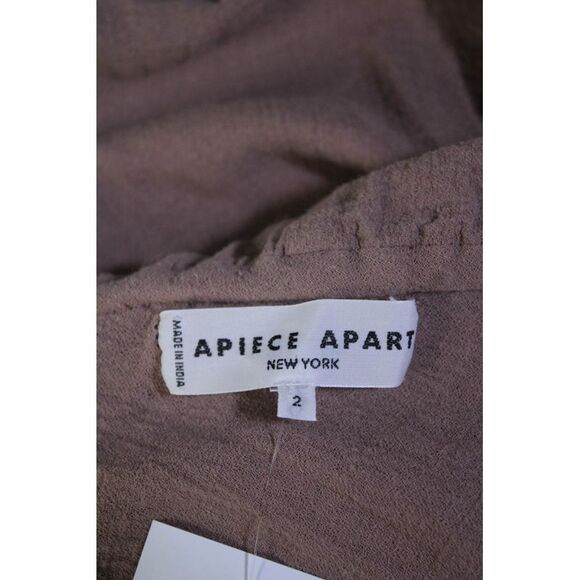 MADE IN INDIA
APIECE APART
NEW YORK
2